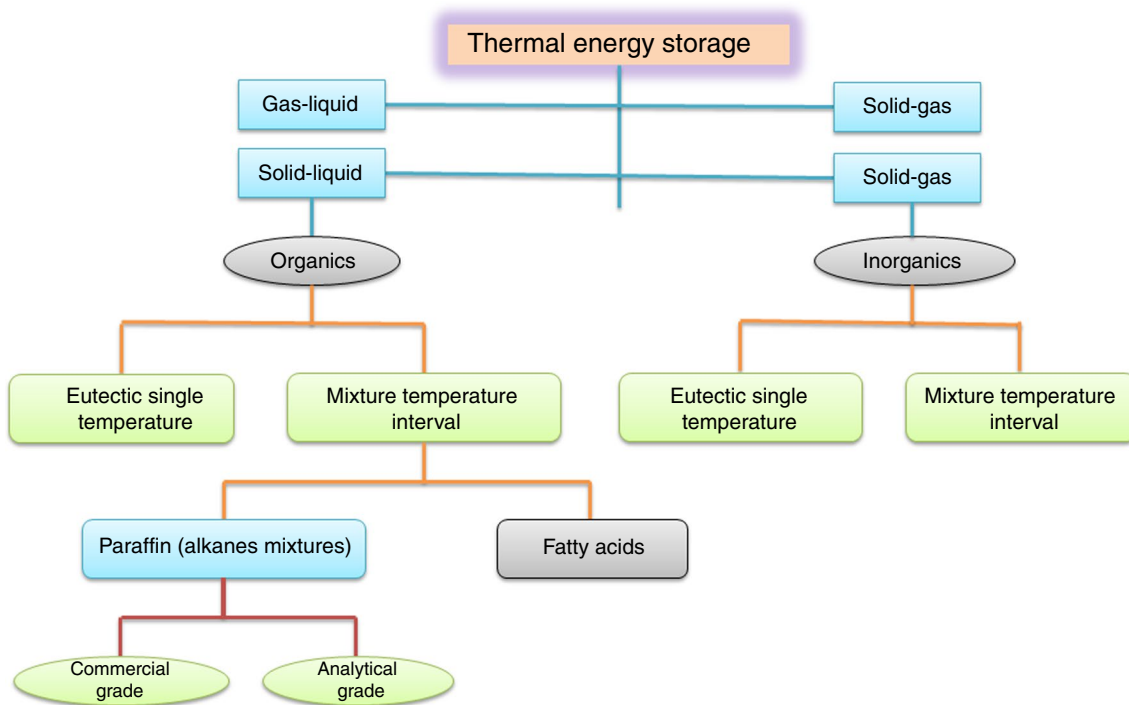 Thermal energy storage
Gas-liquid
Solid-gas
Solid-liquid
Solid-gas
Organics
Inorganics
Eutectic single
temperature
Mixture temperature
interval
Eutectic single
temperature
Mixture temperature
interval
Paraffin (alkanes mixtures)
Fatty acids
Commercial
grade
Analytical
grade